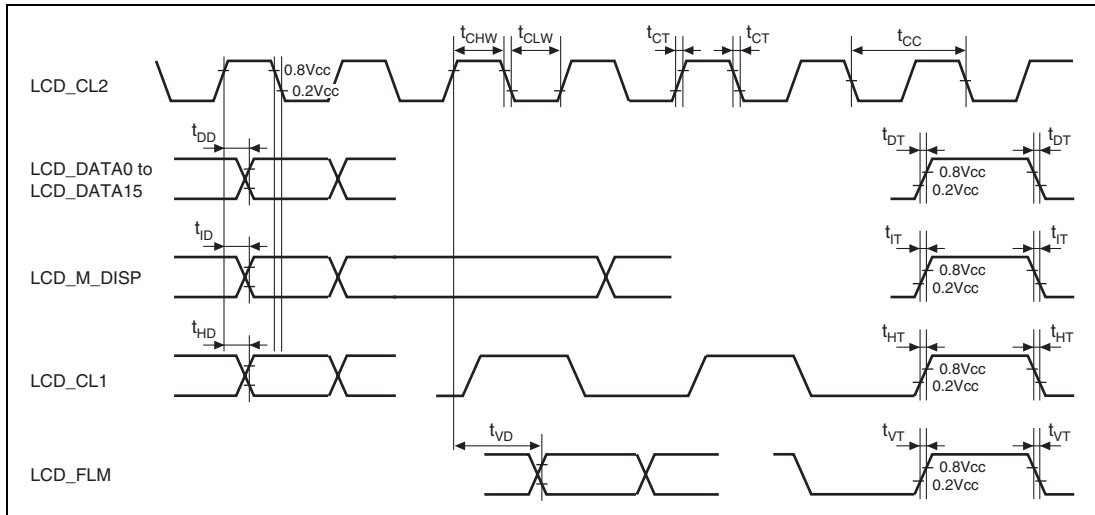 tCHW tCLW tCT tCT tCC
LCD_CL2
0.8Vcc
0.2Vcc
tDD tDT tDT
LCD_DATA0 to
LCD_DATA15
0.8Vcc
0.2Vcc
tID tIT tIT
LCD_M_DISP
0.8Vcc
0.2Vcc
tHD tHT tHT
LCD_CL1
0.8Vcc
0.2Vcc
tVD tVT tVT
LCD_FLM
0.8Vcc
0.2Vcc